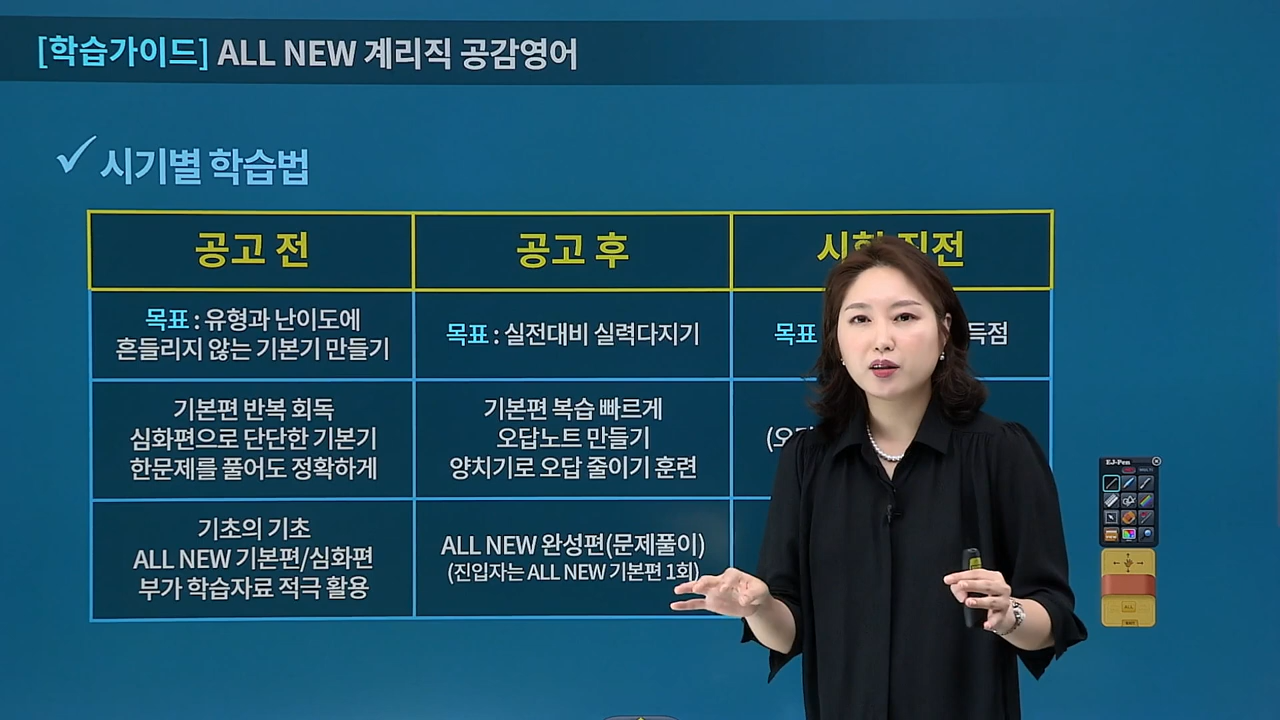 [학습가이드] ALL NEW 계리직 공감영어
시기별 학습법
공고 전
공고 후
직전
목표 : 유형과 난이도에
흔들리지 않는 기본기 만들기
목표 : 실전대비 실력다지기
목표
득점
기본편 반복 회독
심화편으로 단단한 기본기
한문제를 풀어도 정확하게
기본편 복습 빠르게
오답노트 만들기
양치기로 오답 줄이기 훈련
기초의 기초
ALL NEW 기본편/심화편
부가 학습자료 적극 활용
ALL NEW 완성편(문제풀이)
(진입자는 ALL NEW 기본편 1회)
EJ-Pen
ALL